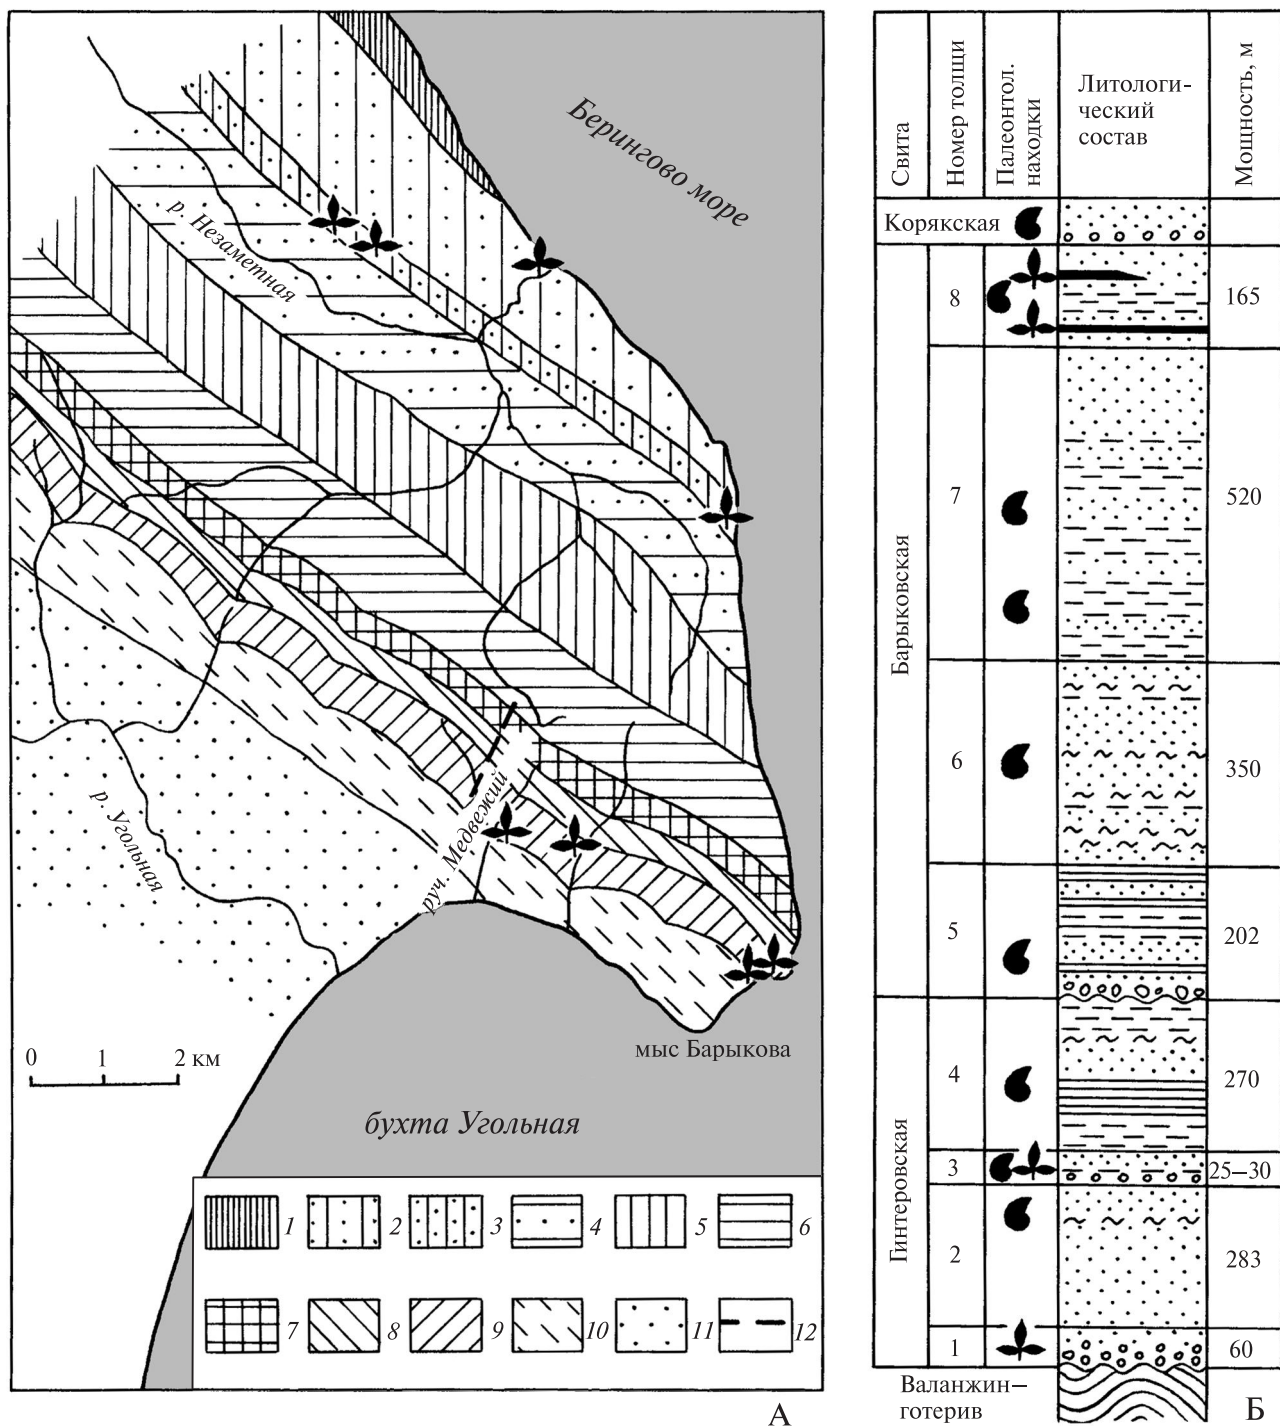 Берингово море
р. Незаметная
р. Угольная
руч. Медвежий
мыс Барыкова
0 1 2 км
бухта Угольная
1 2 3 4 5 6
7 8 9 10 11 12
А
Свита
Номер толщи
Палеонтол.
находки
Литологи-
ческий
состав
Мощность, м
Корякская
Барыковская
8 165
7 520
6 350
5 202
Гинтеровская
4 270
3 25–30
2 283
1 60
Валанжин–
готерив
Б